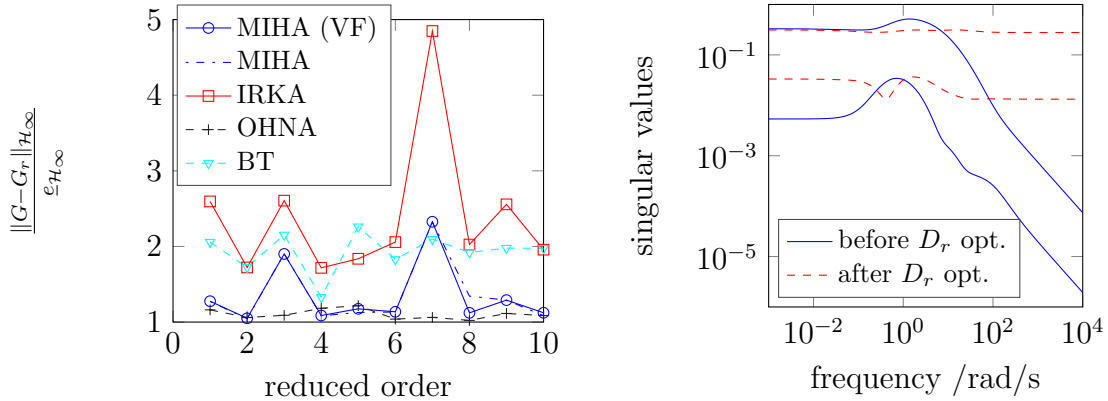 ‖G−G_r‖_{ℋ∞}
e_{ℋ∞}
5
4
3
2
1
0 2 4 6 8 10
reduced order
MIHA (VF)
MIHA
IRKA
OHNA
BT
singular values
10^{−1}
10^{−3}
10^{−5}
10^{−2} 10^{0} 10^{2} 10^{4}
frequency /rad/s
before D_r opt.
after D_r opt.